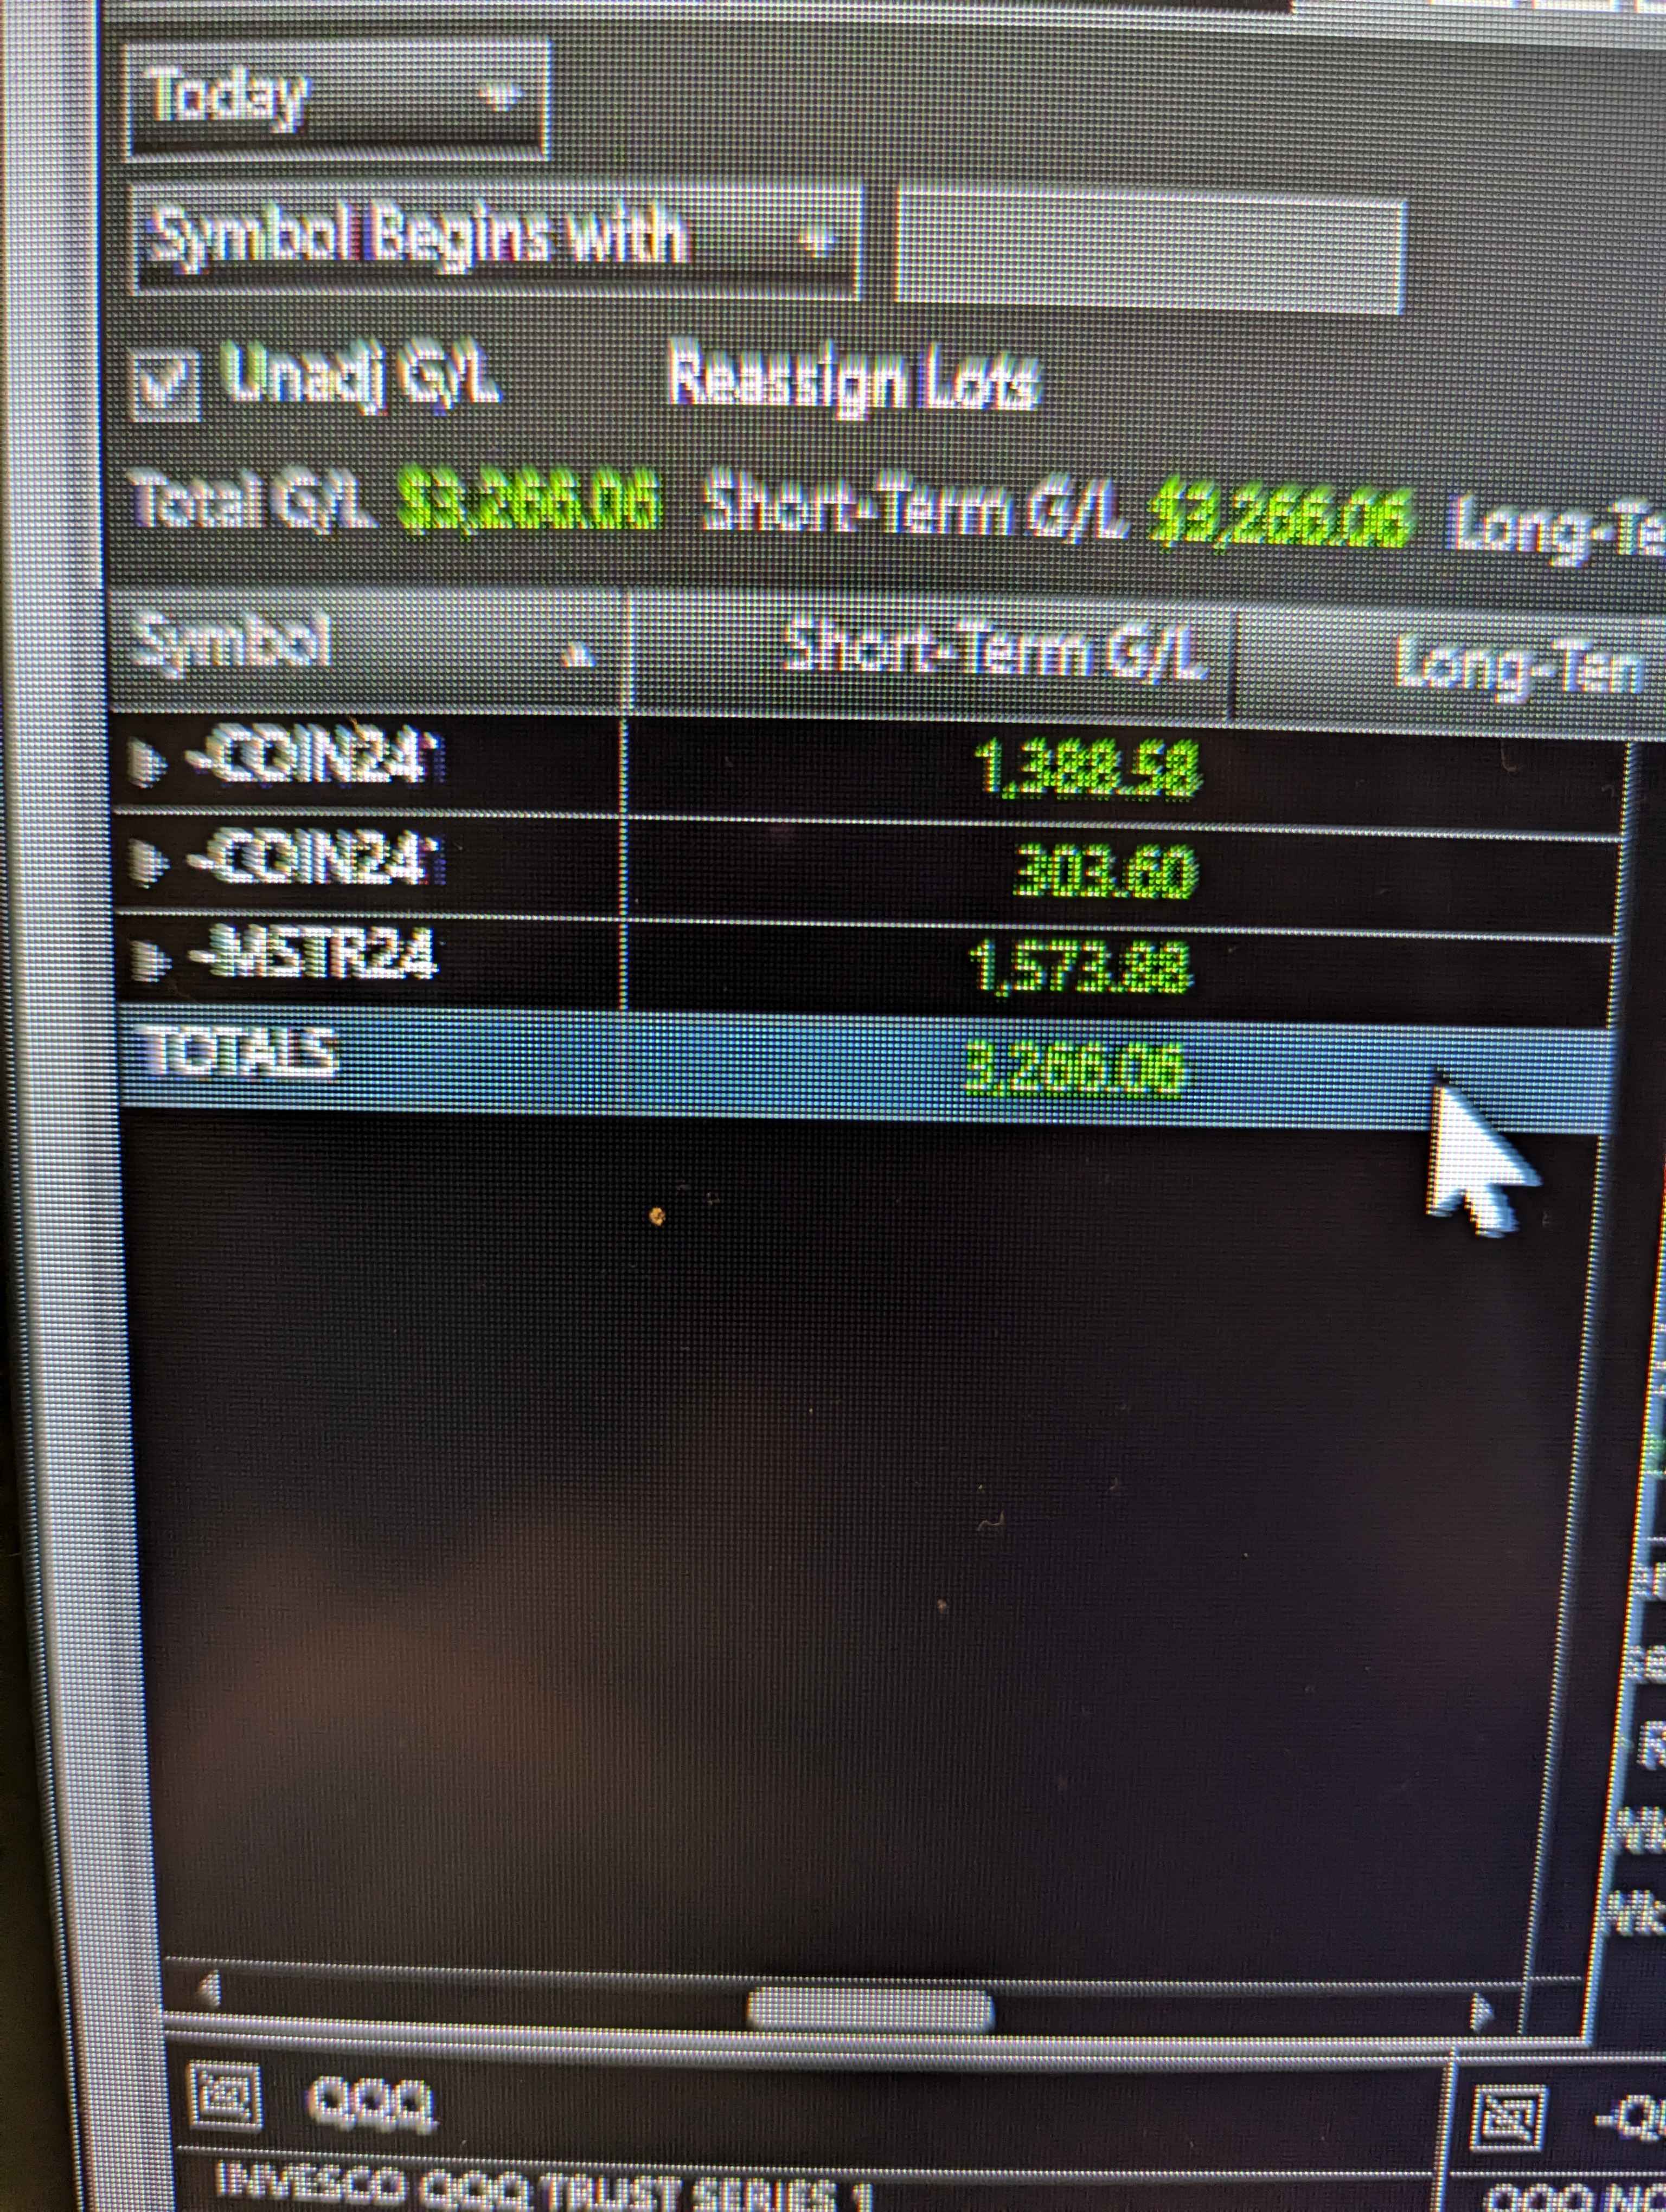 Today
Symbol Begins with
Unadj G/L Reassign Lots
Total G/L $3,266.06 Short-Term G/L $3,266.06 Long-Te
Symbol Short-Term G/L Long-Ten
-COIN24 1,388.58
-COIN24 303.60
-MSTR24 1,573.88
TOTALS 3,266.06
QQQ
INVESCO QQQ TRUST SERIES 1